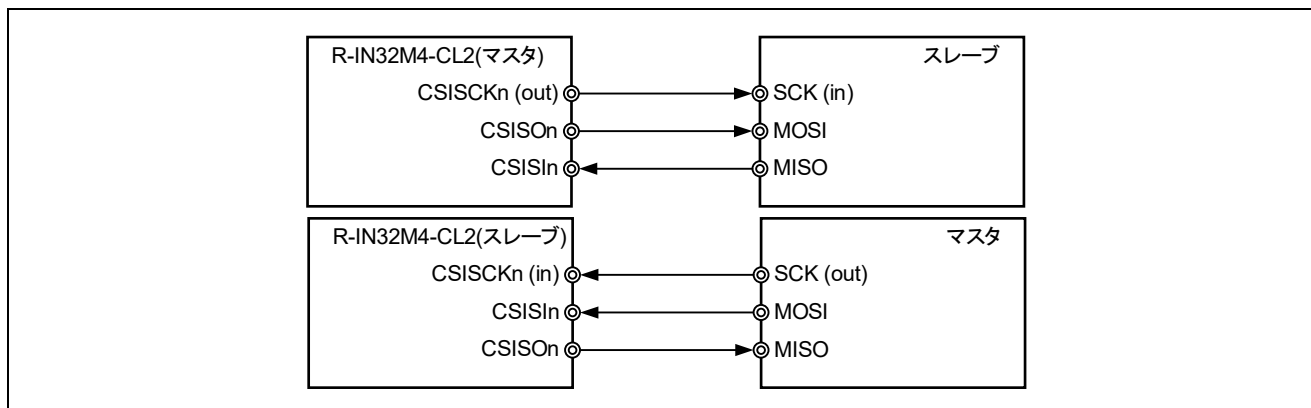 R-IN32M4-CL2(マスタ)
スレーブ
CSISCKn (out)
SCK (in)
CSISOn
MOSI
CSISIn
MISO
R-IN32M4-CL2(スレーブ)
マスタ
CSISCKn (in)
SCK (out)
CSISIn
MOSI
CSISOn
MISO